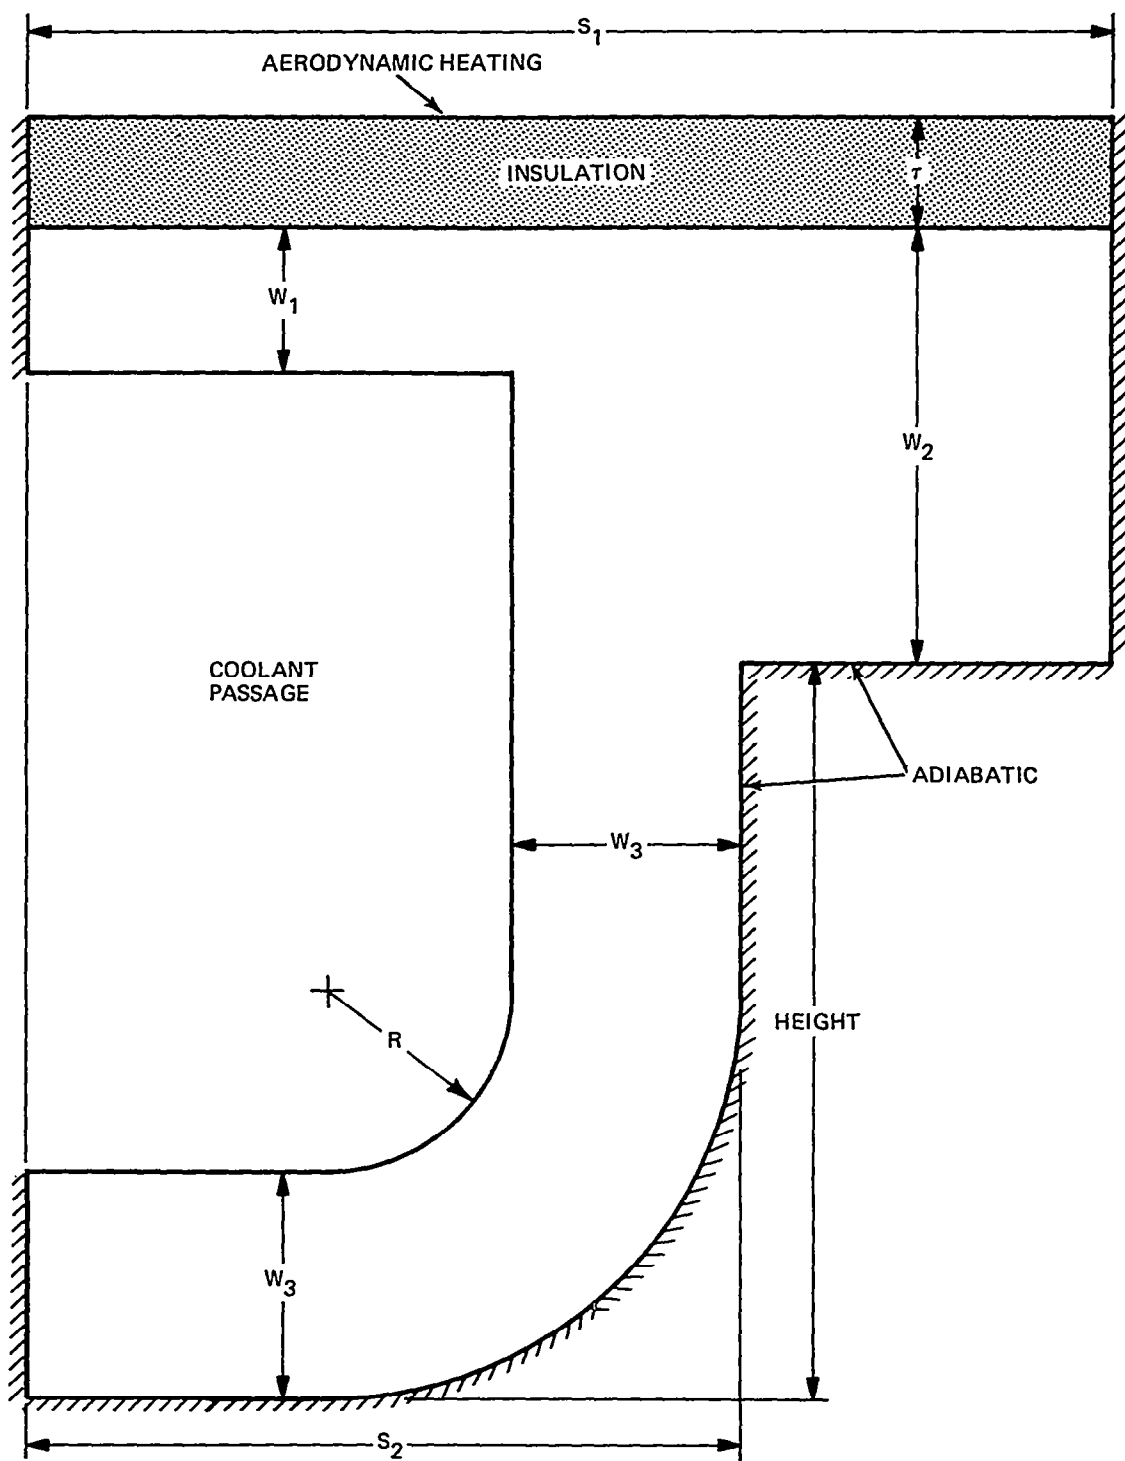 S1
AERODYNAMIC HEATING
INSULATION
τ
W1
W2
COOLANT
PASSAGE
ADIABATIC
W3
HEIGHT
R
W3
S2